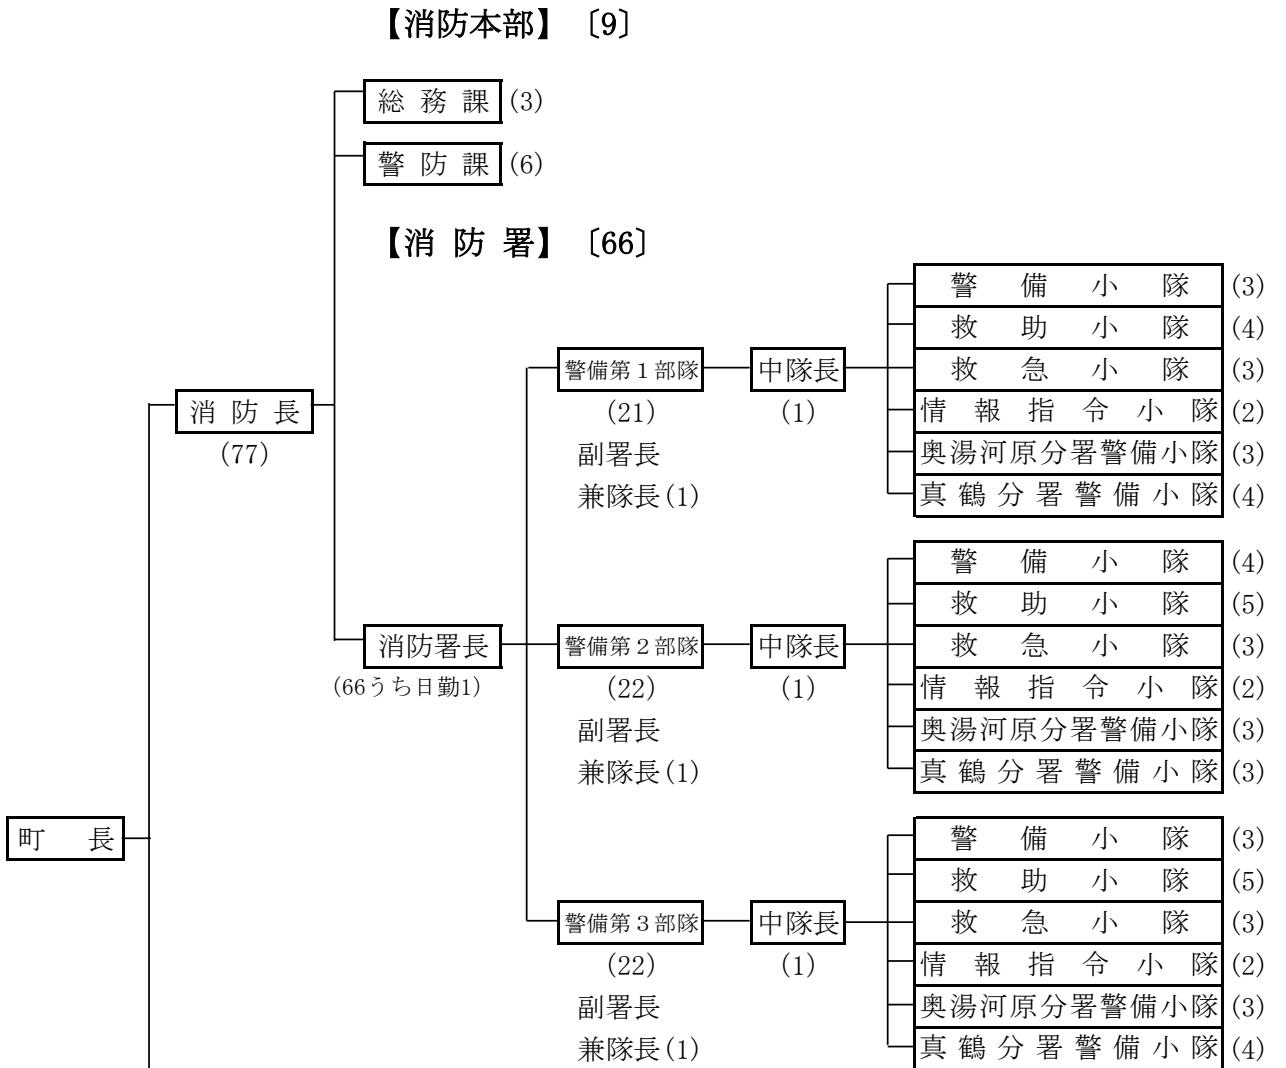 【消防本部】〔9〕
総務課(3)
警防課(6)
【消防署】〔66〕
町長
消防長
(77)
消防署長
(66うち日勤1)
警備第1部隊
(21)
副署長
兼隊長(1)
中隊長
(1)
警備小隊(3)
救助小隊(4)
救急小隊(3)
情報指令小隊(2)
奥湯河原分署警備小隊(3)
真鶴分署警備小隊(4)
警備第2部隊
(22)
副署長
兼隊長(1)
中隊長
(1)
警備小隊(4)
救助小隊(5)
救急小隊(3)
情報指令小隊(2)
奥湯河原分署警備小隊(3)
真鶴分署警備小隊(3)
警備第3部隊
(22)
副署長
兼隊長(1)
中隊長
(1)
警備小隊(3)
救助小隊(5)
救急小隊(3)
情報指令小隊(2)
奥湯河原分署警備小隊(3)
真鶴分署警備小隊(4)